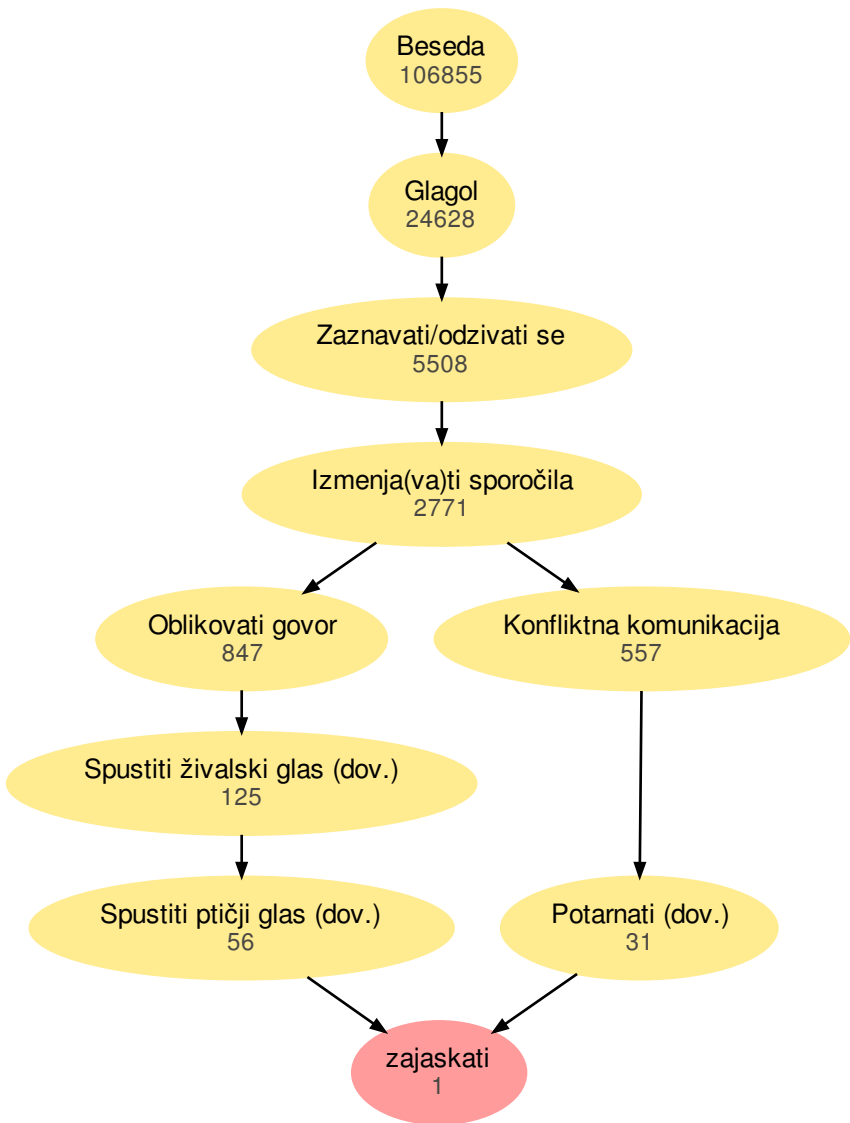 Beseda
106855
Glagol
24628
Zaznavati/odzivati se
5508
Izmenja(va)ti sporočila
2771
Oblikovati govor
847
Konfliktna komunikacija
557
Spustiti živalski glas (dov.)
125
Spustiti ptičji glas (dov.)
56
Potarnati (dov.)
31
zajaskati
1